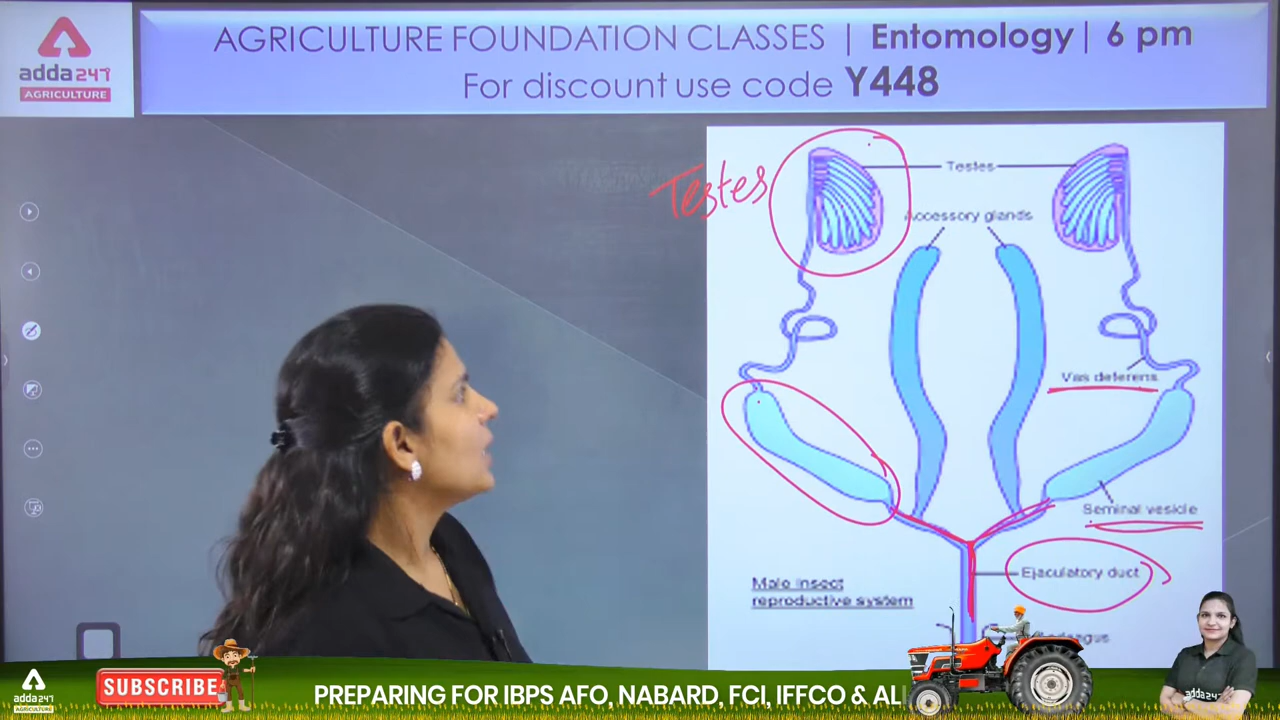 AGRICULTURE FOUNDATION CLASSES | Entomology | 6 pm
For discount use code Y448
adda247
AGRICULTURE
Testes
Testes
Accessory glands
Vas deferens
Seminal vesicle
Ejaculatory duct
Male insect
reproductive system
adda247
AGRICULTURE
SUBSCRIBE
PREPARING FOR IBPS AFO, NABARD, FCI, IFFCO &
adda247